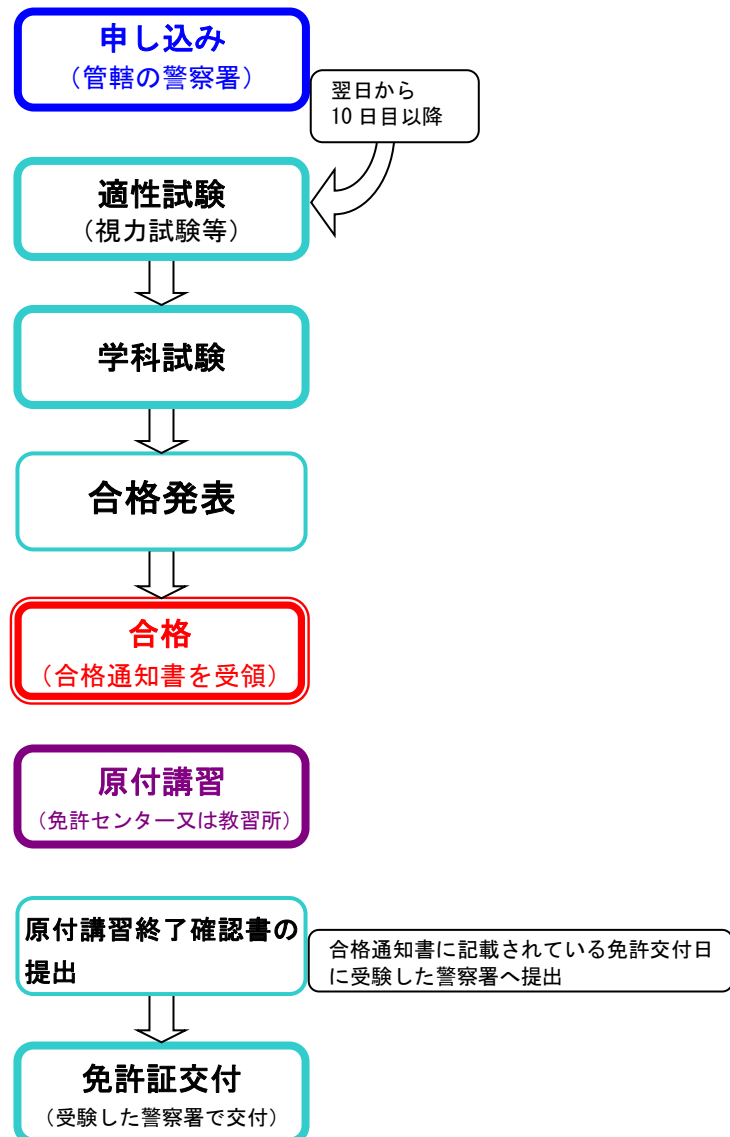 申し込み
（管轄の警察署）
翌日から
10日目以降
適性試験
（視力試験等）
学科試験
合格発表
合格
（合格通知書を受領）
原付講習
（免許センター又は教習所）
原付講習終了確認書の
提出
合格通知書に記載されている免許交付日
に受験した警察署へ提出
免許証交付
（受験した警察署で交付）